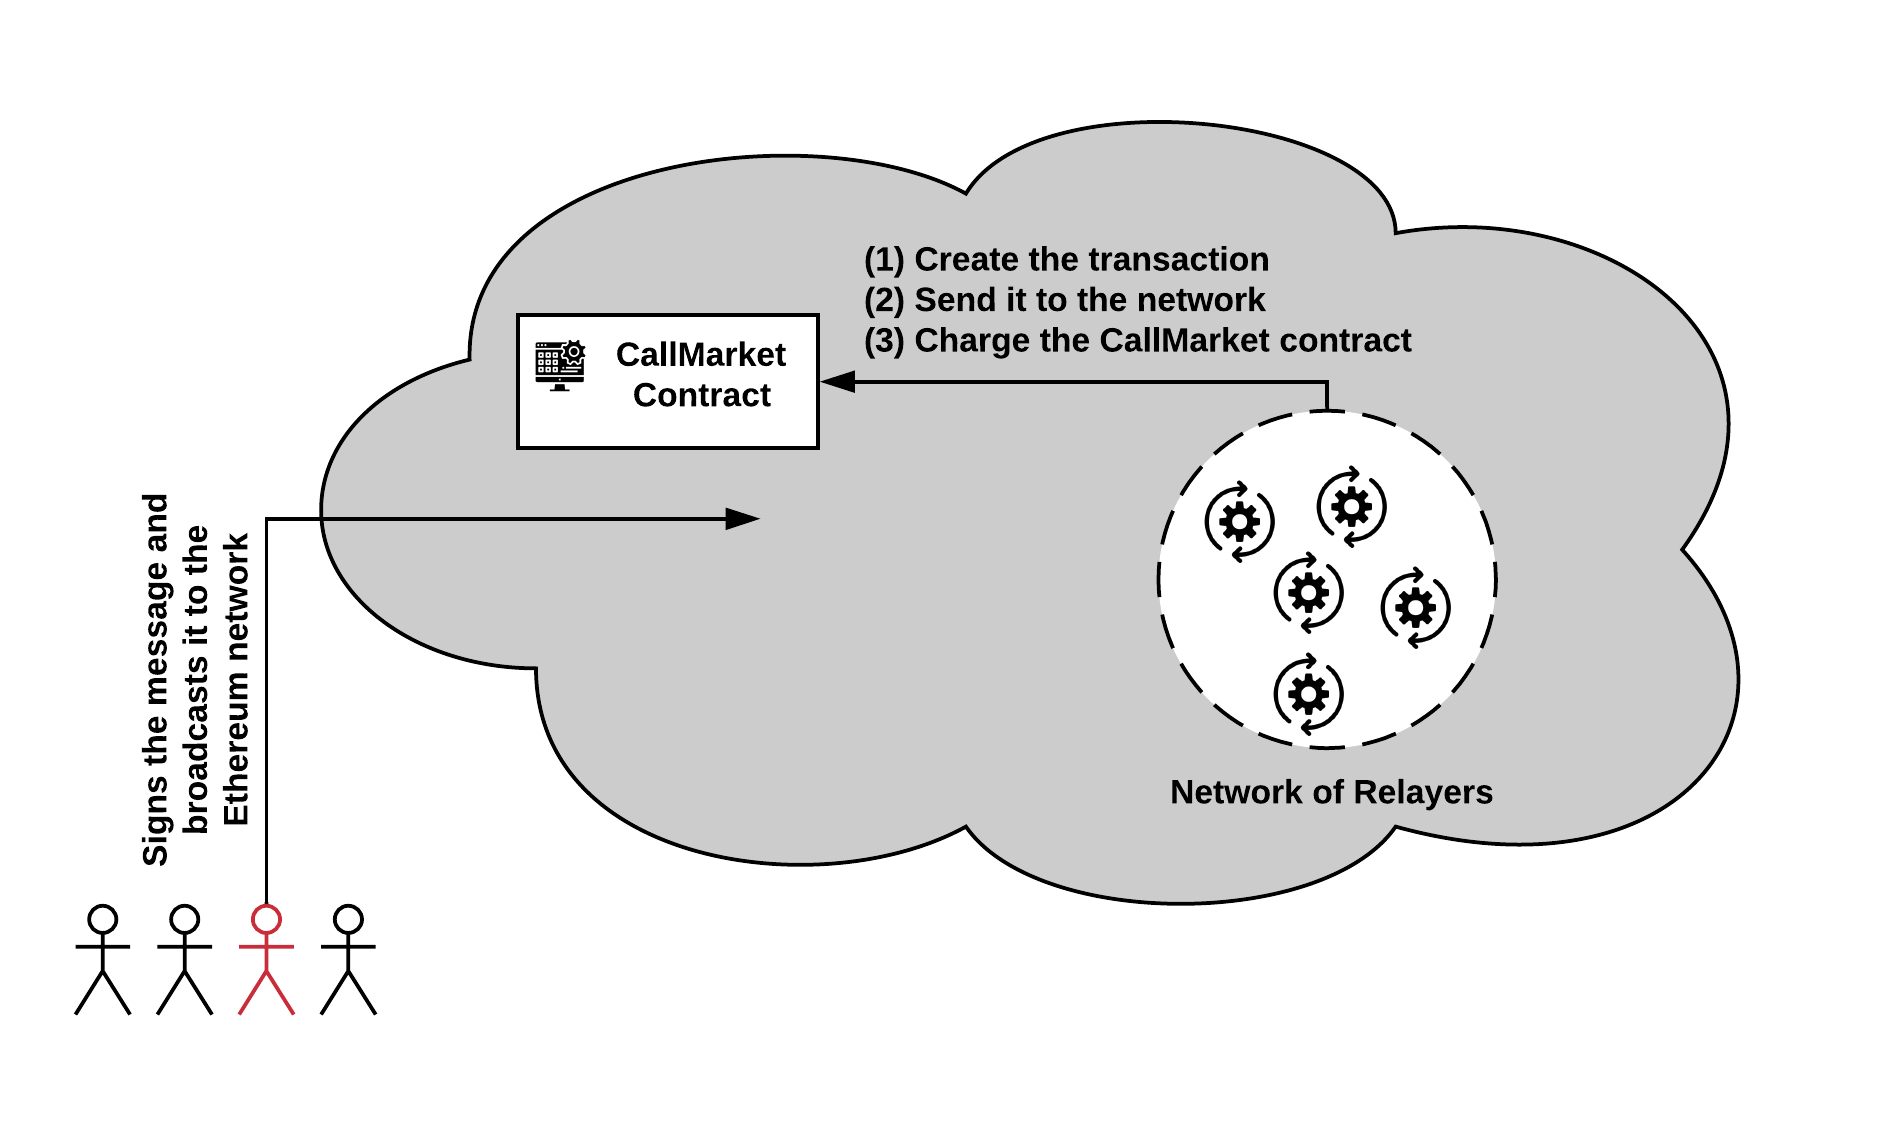 (1) Create the transaction
(2) Send it to the network
(3) Charge the CallMarket contract
CallMarket
Contract
Signs the message and
broadcasts it to the
Ethereum network
Network of Relayers